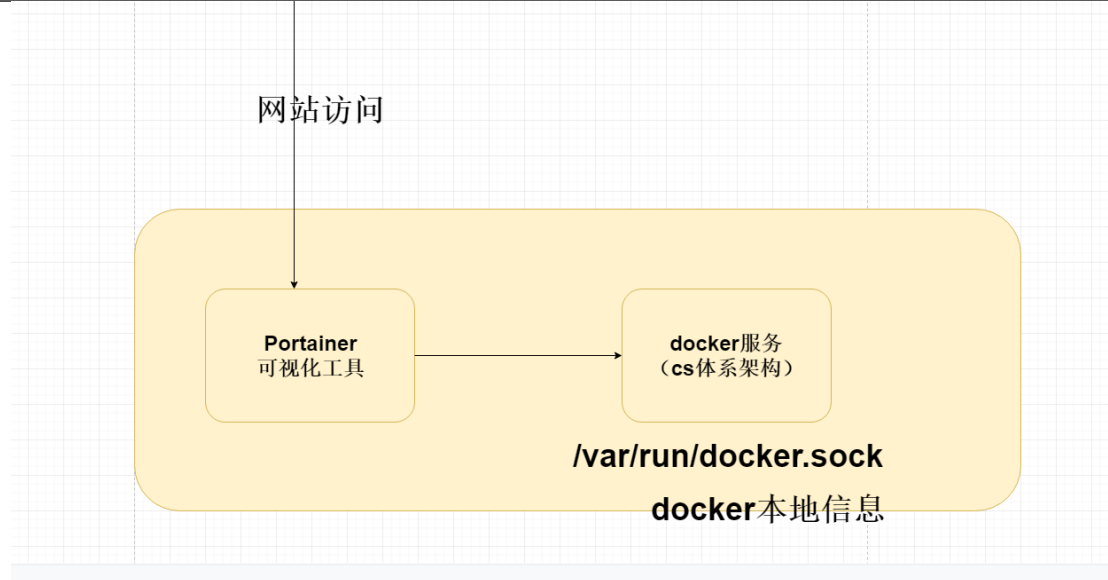 网站访问
Portainer
可视化工具
docker服务
（cs体系架构）
/var/run/docker.sock
docker本地信息